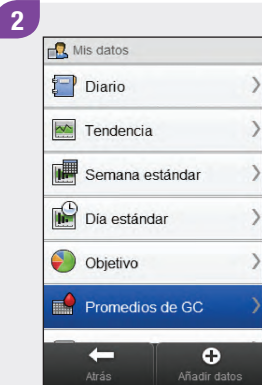 2
Mis datos
Diario
Tendencia
Semana estándar
Día estándar
Objetivo
Promedios de GC
Atrás
Añadir datos